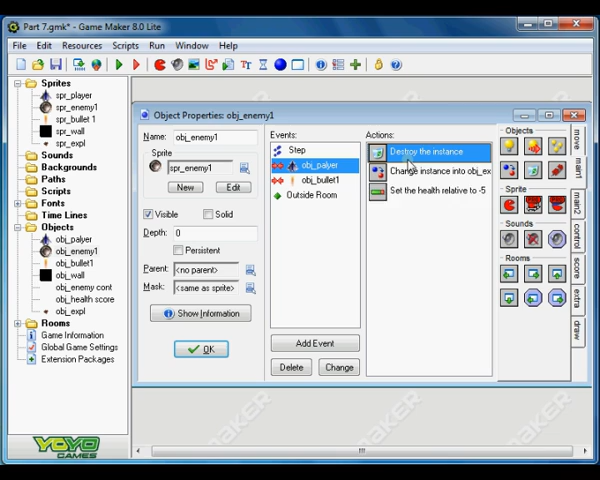 Part 7.gmk* - Game Maker 8.0 Lite
File Edit Resources Scripts Run Window Help
Sprites
spr_player
spr_enemy1
spr_bullet 1
spr_wall
spr_expl
Sounds
Backgrounds
Paths
Scripts
Fonts
Time Lines
Objects
obj_palyer
obj_enemy1
obj_bullet1
obj_wall
obj_enemy cont
obj_health score
obj_expl
Rooms
Game Information
Global Game Settings
Extension Packages
YOYO
GAMES
Object Properties: obj_enemy1
Name: obj_enemy1
Sprite
spr_enemy1
New Edit
Visible Solid
Depth: 0
Persistent
Parent: <no parent>
Mask: <same as sprite>
Show Information
OK
Events:
Step
obj_palyer
obj_bullet1
Outside Room
Add Event
Delete Change
Actions:
Destroy the instance
Change instance into obj_ex
Set the health relative to -5
Objects
Sprite
Sounds
Rooms
move
main1
main2
control
score
extra
draw